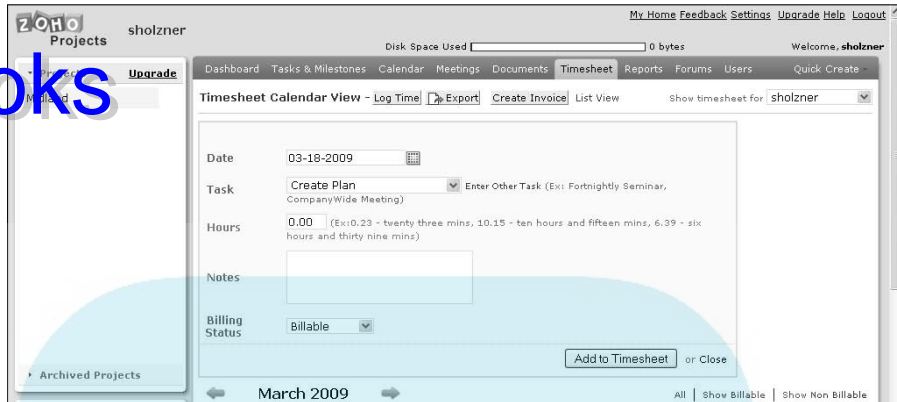 My Home Feedback Settings Upgrade Help Logout
ZOHO
Projects
sholzner
Disk Space Used 0 bytes Welcome, sholzner
oks
Projects Upgrade
Midland
Dashboard Tasks & Milestones Calendar Meetings Documents Timesheet Reports Forums Users Quick Create
Timesheet Calendar View - Log Time Export Create Invoice List View Show timesheet for sholzner
Date 03-18-2009
Task Create Plan Enter Other Task (Ex: Fortnightly Seminar,
CompanyWide Meeting)
Hours 0.00 (Ex:0.23 - twenty three mins, 10.15 - ten hours and fifteen mins, 6.39 - six
hours and thirty nine mins)
Notes
Billing
Status
Billable
Add to Timesheet or Close
Archived Projects
March 2009 All | Show Billable | Show Non Billable